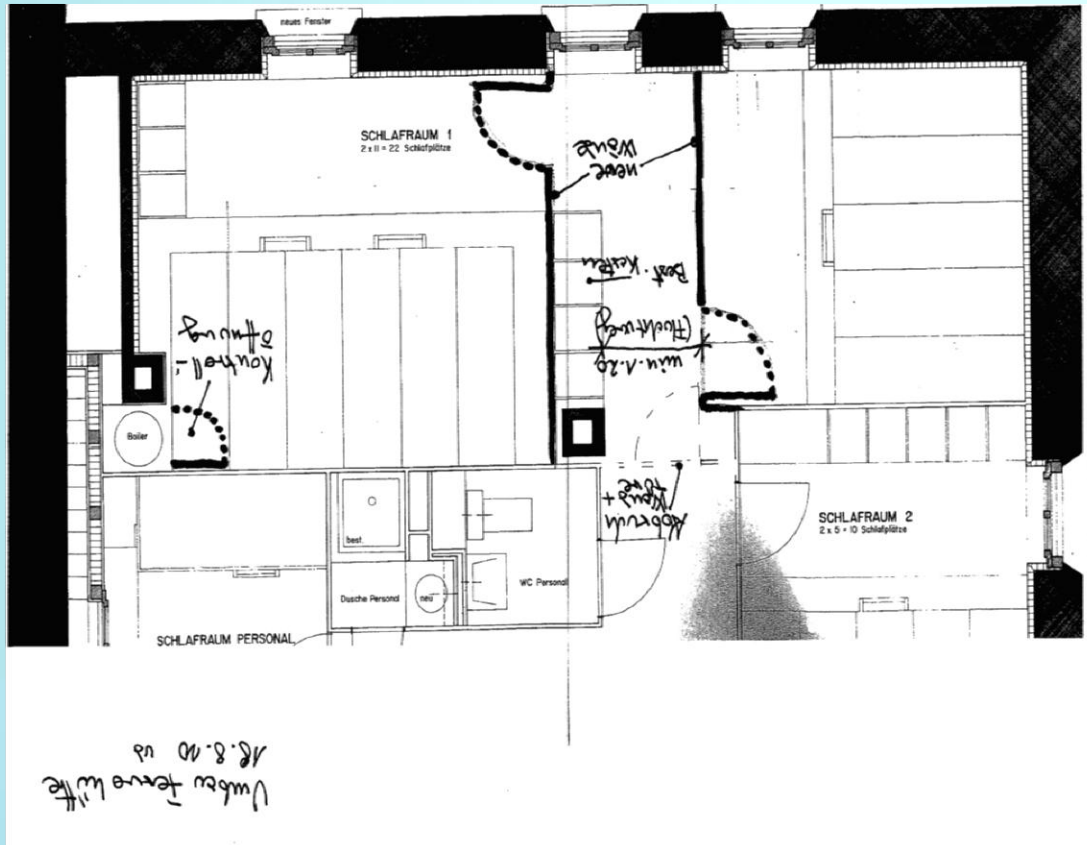 neues Fenster
SCHLAFRAUM 1
2 x 11 = 22 Schlafplätze
neue
Wände
Best. Kasten
min. 1.20
(Fluchtweg)
Kontroll-
öffnung
Boiler
Abbruch
Wand +
Türe
SCHLAFRAUM 2
2 x 5 = 10 Schlafplätze
best.
WC Personal
Dusche Personal
neu
SCHLAFRAUM PERSONAL
Umbau
18.8.10